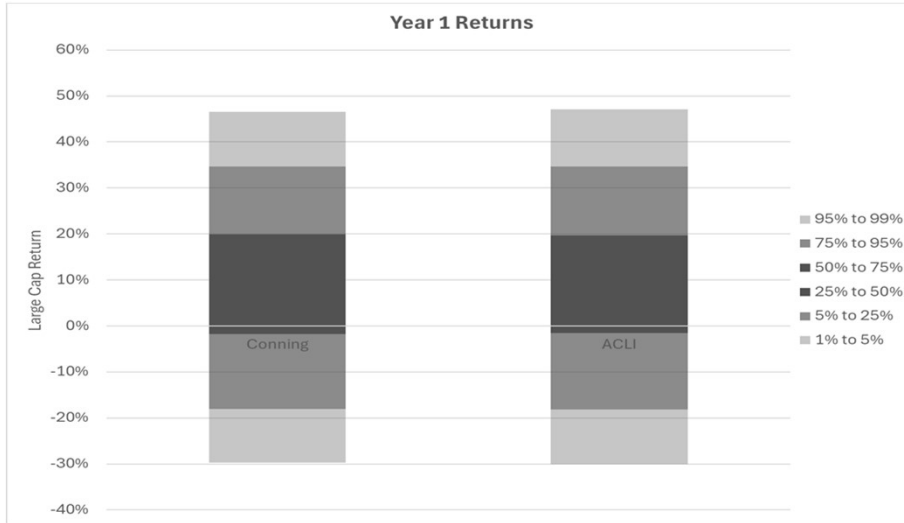 Year 1 Returns
60%
50%
40%
30%
20%
10%
0%
-10%
-20%
-30%
-40%
Large Cap Return
Conning
ACLI
95% to 99%
75% to 95%
50% to 75%
25% to 50%
5% to 25%
1% to 5%